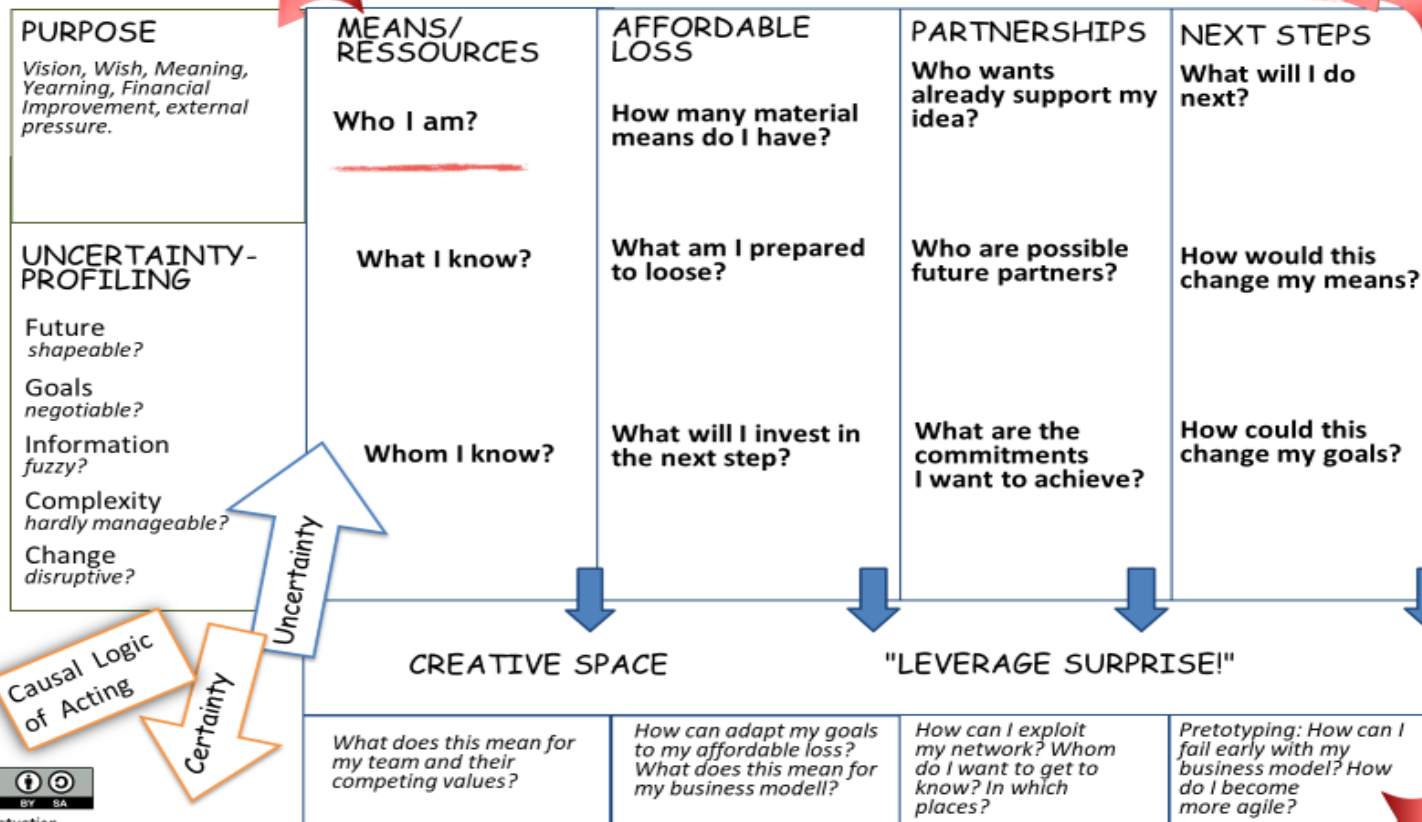 PURPOSE
Vision, Wish, Meaning,
Yearning, Financial
Improvement, external
pressure.
UNCERTAINTY-
PROFILING
Future
shapeable?
Goals
negotiable?
Information
fuzzy?
Complexity
hardly manageable?
Change
disruptive?
MEANS/
RESSOURCES
Who I am?
What I know?
Whom I know?
AFFORDABLE
LOSS
How many material
means do I have?
What am I prepared
to loose?
What will I invest in
the next step?
PARTNERSHIPS
Who wants
already support my
idea?
Who are possible
future partners?
What are the
commitments
I want to achieve?
NEXT STEPS
What will I do
next?
How would this
change my means?
How could this
change my goals?
Uncertainty
Causal Logic
of Acting
Certainty
CREATIVE SPACE
"LEVERAGE SURPRISE!"
What does this mean for
my team and their
competing values?
How can adapt my goals
to my affordable loss?
What does this mean for
my business modell?
How can I exploit
my network? Whom
do I want to get to
know? In which
places?
Pretotyping: How can I
fail early with my
business model? How
do I become
more agile?
BY SA